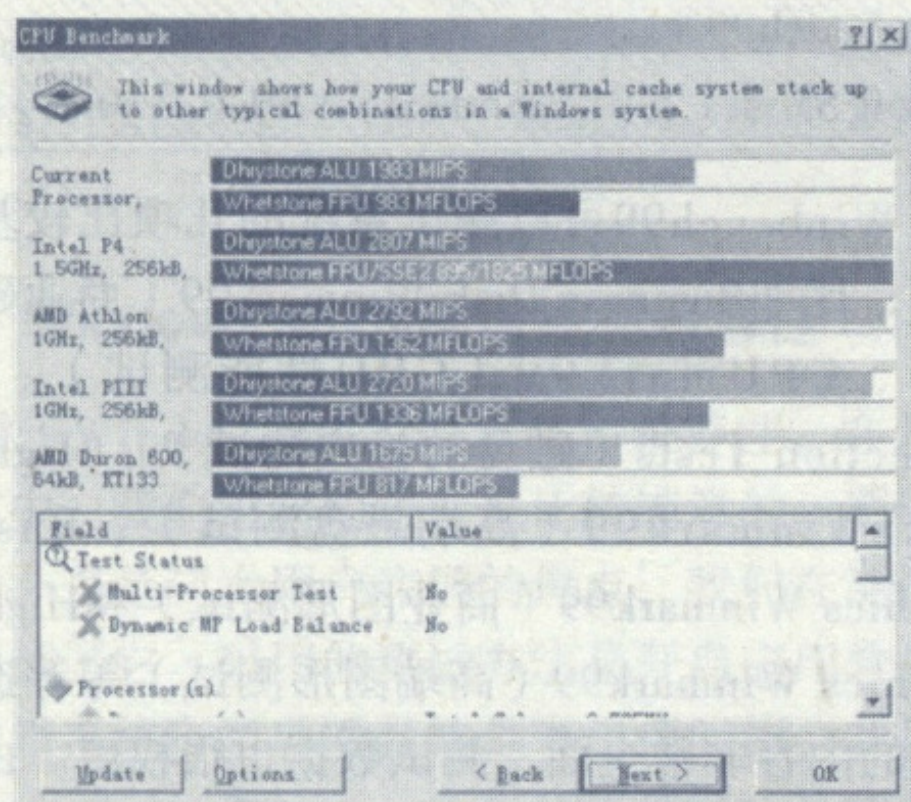 CPU Benchmark
This window shows how your CPU and internal cache system stack up
to other typical combinations in a Windows system.
Current
Processor,
Dhrystone ALU 1983 MIPS
Whetstone FPU 983 MFLOPS
Intel P4
1.5GHz, 256kB,
Dhrystone ALU 2807 MIPS
Whetstone FPU/SSE2 895/1825 MFLOPS
AMD Athlon
1GHz, 256kB,
Dhrystone ALU 2792 MIPS
Whetstone FPU 1362 MFLOPS
Intel PIII
1GHz, 256kB,
Dhrystone ALU 2720 MIPS
Whetstone FPU 1336 MFLOPS
AMD Duron 600,
64kB, KT133
Dhrystone ALU 1675 MIPS
Whetstone FPU 817 MFLOPS
Field Value
Test Status
Multi-Processor Test No
Dynamic MP Load Balance No
Processor(s)
Update Options < Back Next > OK